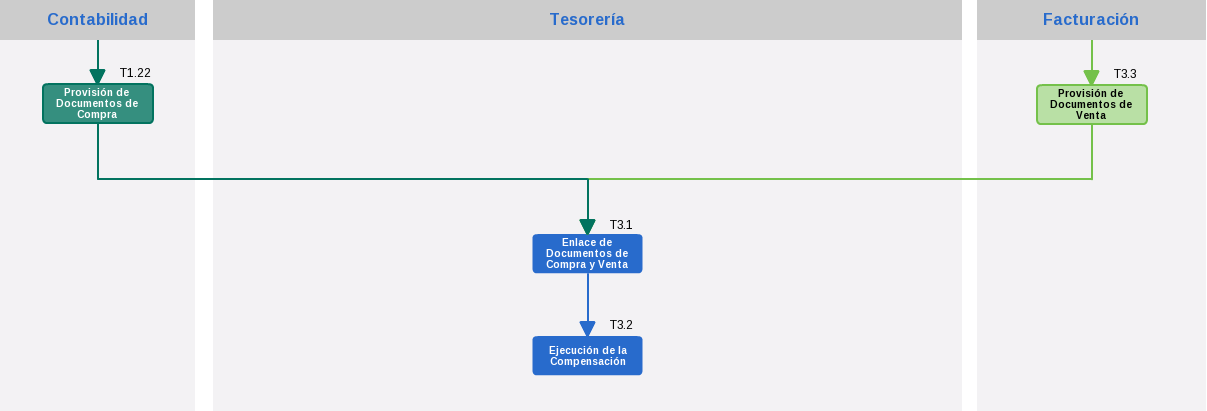 Contabilidad
Tesorería
Facturación
T1.22
Provisión de
Documentos de
Compra
T3.3
Provisión de
Documentos de
Venta
T3.1
Enlace de
Documentos de
Compra y Venta
T3.2
Ejecución de la
Compensación